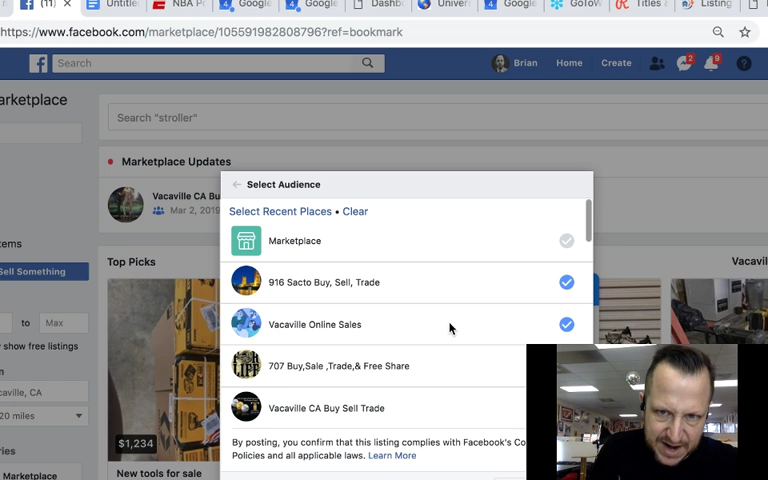 (1)
Untitle
NBA P
Google
Google
Dashb
Univer
Google
GoToW
Titles &
Listing
https://www.facebook.com/marketplace/105591982808796?ref=bookmark
Search
Brian
Home
Create
2
9
arketplace
Search "stroller"
Marketplace Updates
Vacaville CA Bu
Mar 2, 2019
Select Audience
Select Recent Places • Clear
Marketplace
916 Sacto Buy, Sell, Trade
Vacaville Online Sales
707 Buy,Sale ,Trade,& Free Share
Vacaville CA Buy Sell Trade
By posting, you confirm that this listing complies with Facebook's Co
Policies and all applicable laws. Learn More
tems
Sell Something
to Max
show free listings
n
caville, CA
20 miles
ries
Marketplace
Top Picks
Vacavil
$1,234
New tools for sale